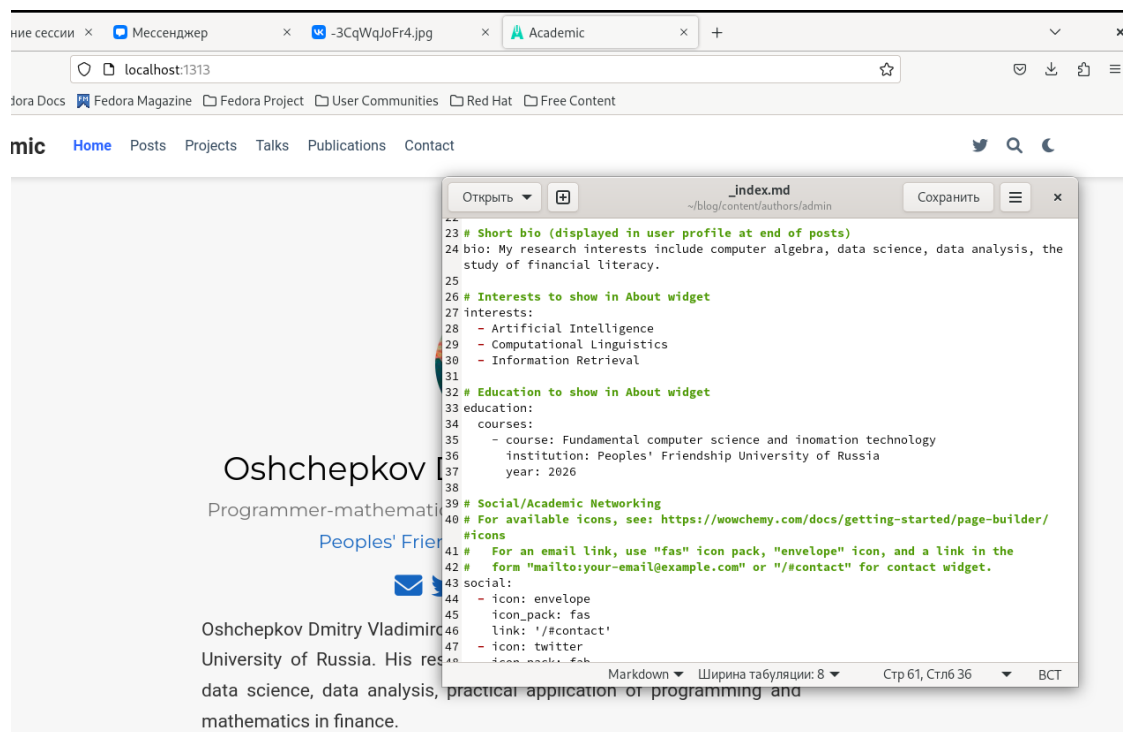 ние сессии
Мессенджер
-3CqWqJoFr4.jpg
Academic
localhost:1313
dora Docs Fedora Magazine Fedora Project User Communities Red Hat Free Content
mic Home Posts Projects Talks Publications Contact
Открыть
_index.md
~/blog/content/authors/admin
Сохранить
22
23 # Short bio (displayed in user profile at end of posts)
24 bio: My research interests include computer algebra, data science, data analysis, the
study of financial literacy.
25
26 # Interests to show in About widget
27 interests:
28   - Artificial Intelligence
29   - Computational Linguistics
30   - Information Retrieval
31
32 # Education to show in About widget
33 education:
34   courses:
35     - course: Fundamental computer science and inomation technology
36       institution: Peoples' Friendship University of Russia
37       year: 2026
38
39 # Social/Academic Networking
40 # For available icons, see: https://wowchemy.com/docs/getting-started/page-builder/
#icons
41 #   For an email link, use "fas" icon pack, "envelope" icon, and a link in the
42 #   form "mailto:your-email@example.com" or "/#contact" for contact widget.
43 social:
44   - icon: envelope
45     icon_pack: fas
46     link: '/#contact'
47   - icon: twitter
48     icon_pack: fab
Markdown Ширина табуляции: 8 Стр 61, Стлб 36 ВСТ
Oshchepkov D
Programmer-mathematic
Peoples' Frier
Oshchepkov Dmitry Vladimirc
University of Russia. His res
data science, data analysis, practical application of programming and
mathematics in finance.